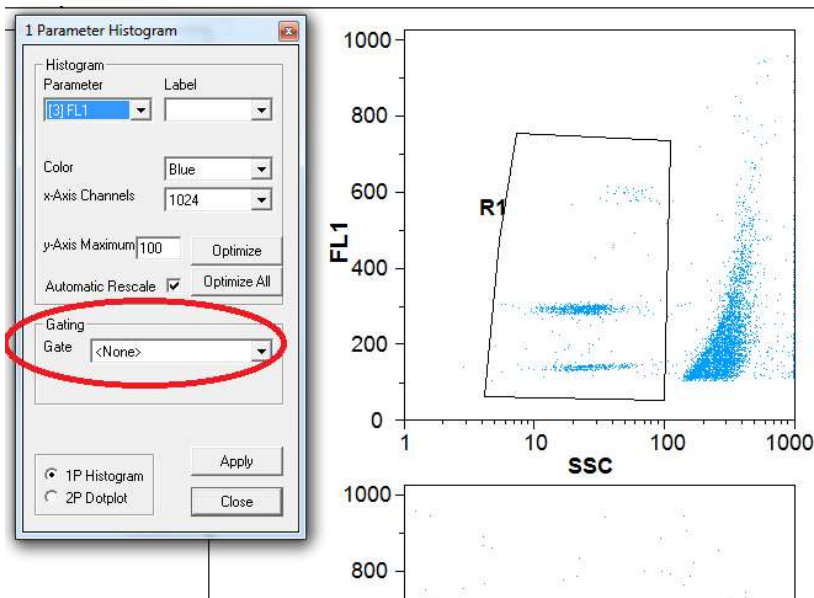 1 Parameter Histogram
Histogram
Parameter Label
[3] FL1
Color Blue
x-Axis Channels 1024
y-Axis Maximum 100 Optimize
Automatic Rescale Optimize All
Gating
Gate <None>
1P Histogram Apply
2P Dotplot Close
1000
800
600
R1
FL1
400
200
0
1 10 100 1000
SSC
1000
800